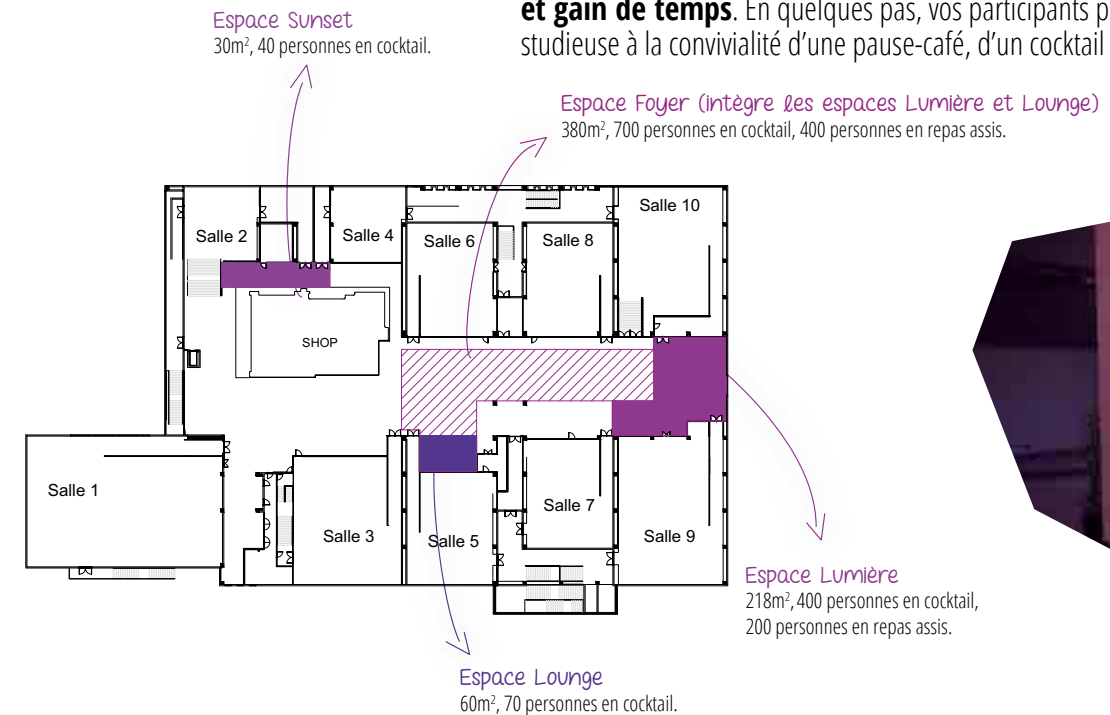 et gain de temps. En quelques pas, vos participants p
studieuse à la convivialité d'une pause-café, d'un cocktail
Espace Sunset
30m², 40 personnes en cocktail.
Espace Foyer (intègre les espaces Lumière et Lounge)
380m², 700 personnes en cocktail, 400 personnes en repas assis.
Salle 2
Salle 4
Salle 6
Salle 8
Salle 10
SHOP
Salle 1
Salle 3
Salle 5
Salle 7
Salle 9
Espace Lumière
218m², 400 personnes en cocktail,
200 personnes en repas assis.
Espace Lounge
60m², 70 personnes en cocktail.